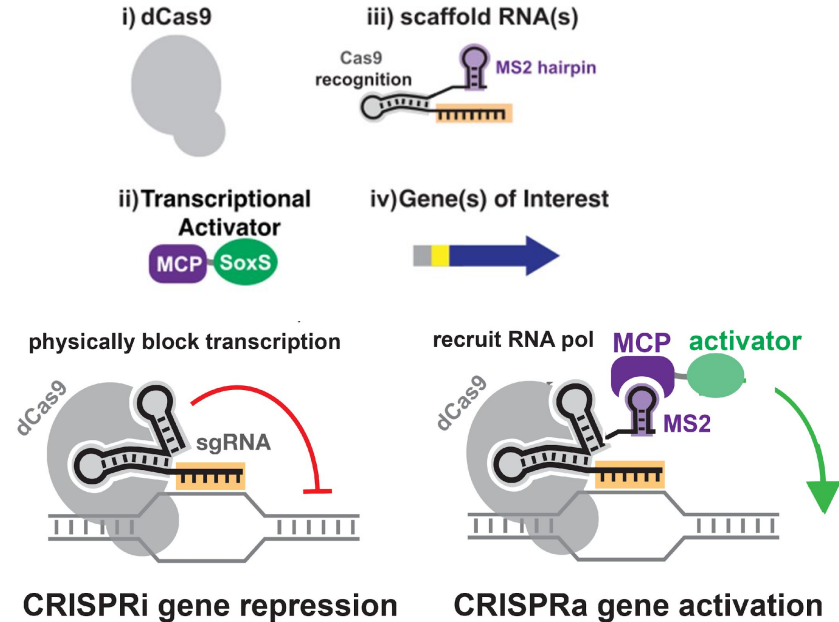 i) dCas9
iii) scaffold RNA(s)
Cas9
recognition
MS2 hairpin
ii)Transcriptional
Activator
MCP
SoxS
iv)Gene(s) of Interest
physically block transcription
dCas9
sgRNA
CRISPRi gene repression
recruit RNA pol
MCP
activator
dCas9
MS2
CRISPRa gene activation